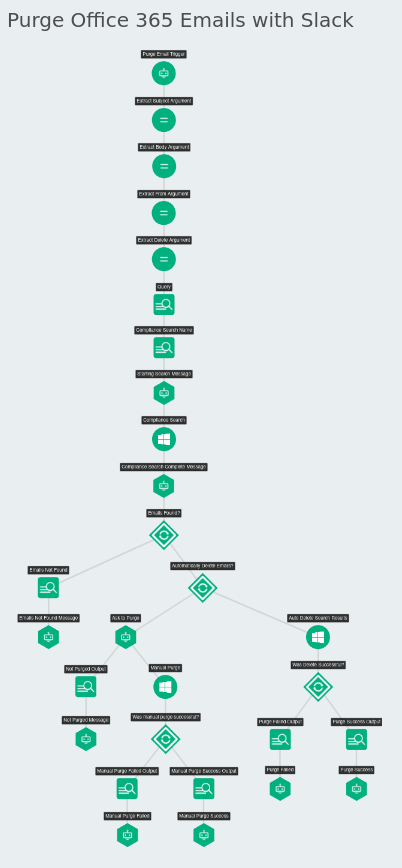 Purge Office 365 Emails with Slack
Purge Email Trigger
Extract Subject Argument
Extract Body Argument
Extract From Argument
Extract Delete Argument
Query
Compliance Search Name
Starting Search Message
Compliance Search
Compliance Search Complete Message
Emails Found?
Emails Not Found
Automatically Delete Emails?
Emails Not Found Message
Ask to Purge
Auto Delete Search Results
Not Purged Output
Manual Purge
Was Delete Successful?
Not Purged Message
Was manual purge successful?
Purge Failed Output
Purge Success Output
Manual Purge Failed Output
Manual Purge Success Output
Purge Failed
Purge Success
Manual Purge Failed
Manual Purge Success